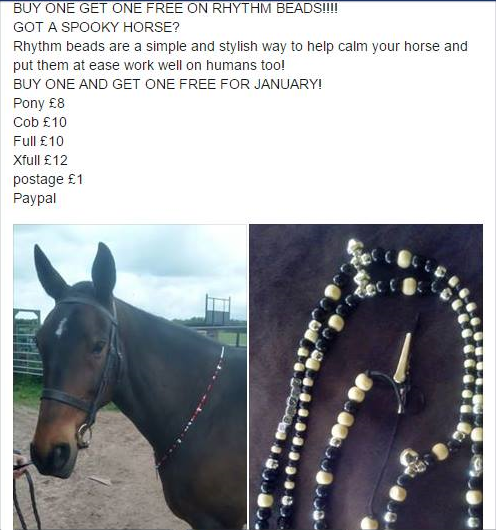 BUY ONE GET ONE FREE ON RHYTHM BEADS!!!!
GOT A SPOOKY HORSE?
Rhythm beads are a simple and stylish way to help calm your horse and
put them at ease work well on humans too!
BUY ONE AND GET ONE FREE FOR JANUARY!
Pony £8
Cob £10
Full £10
Xfull £12
postage £1
Paypal